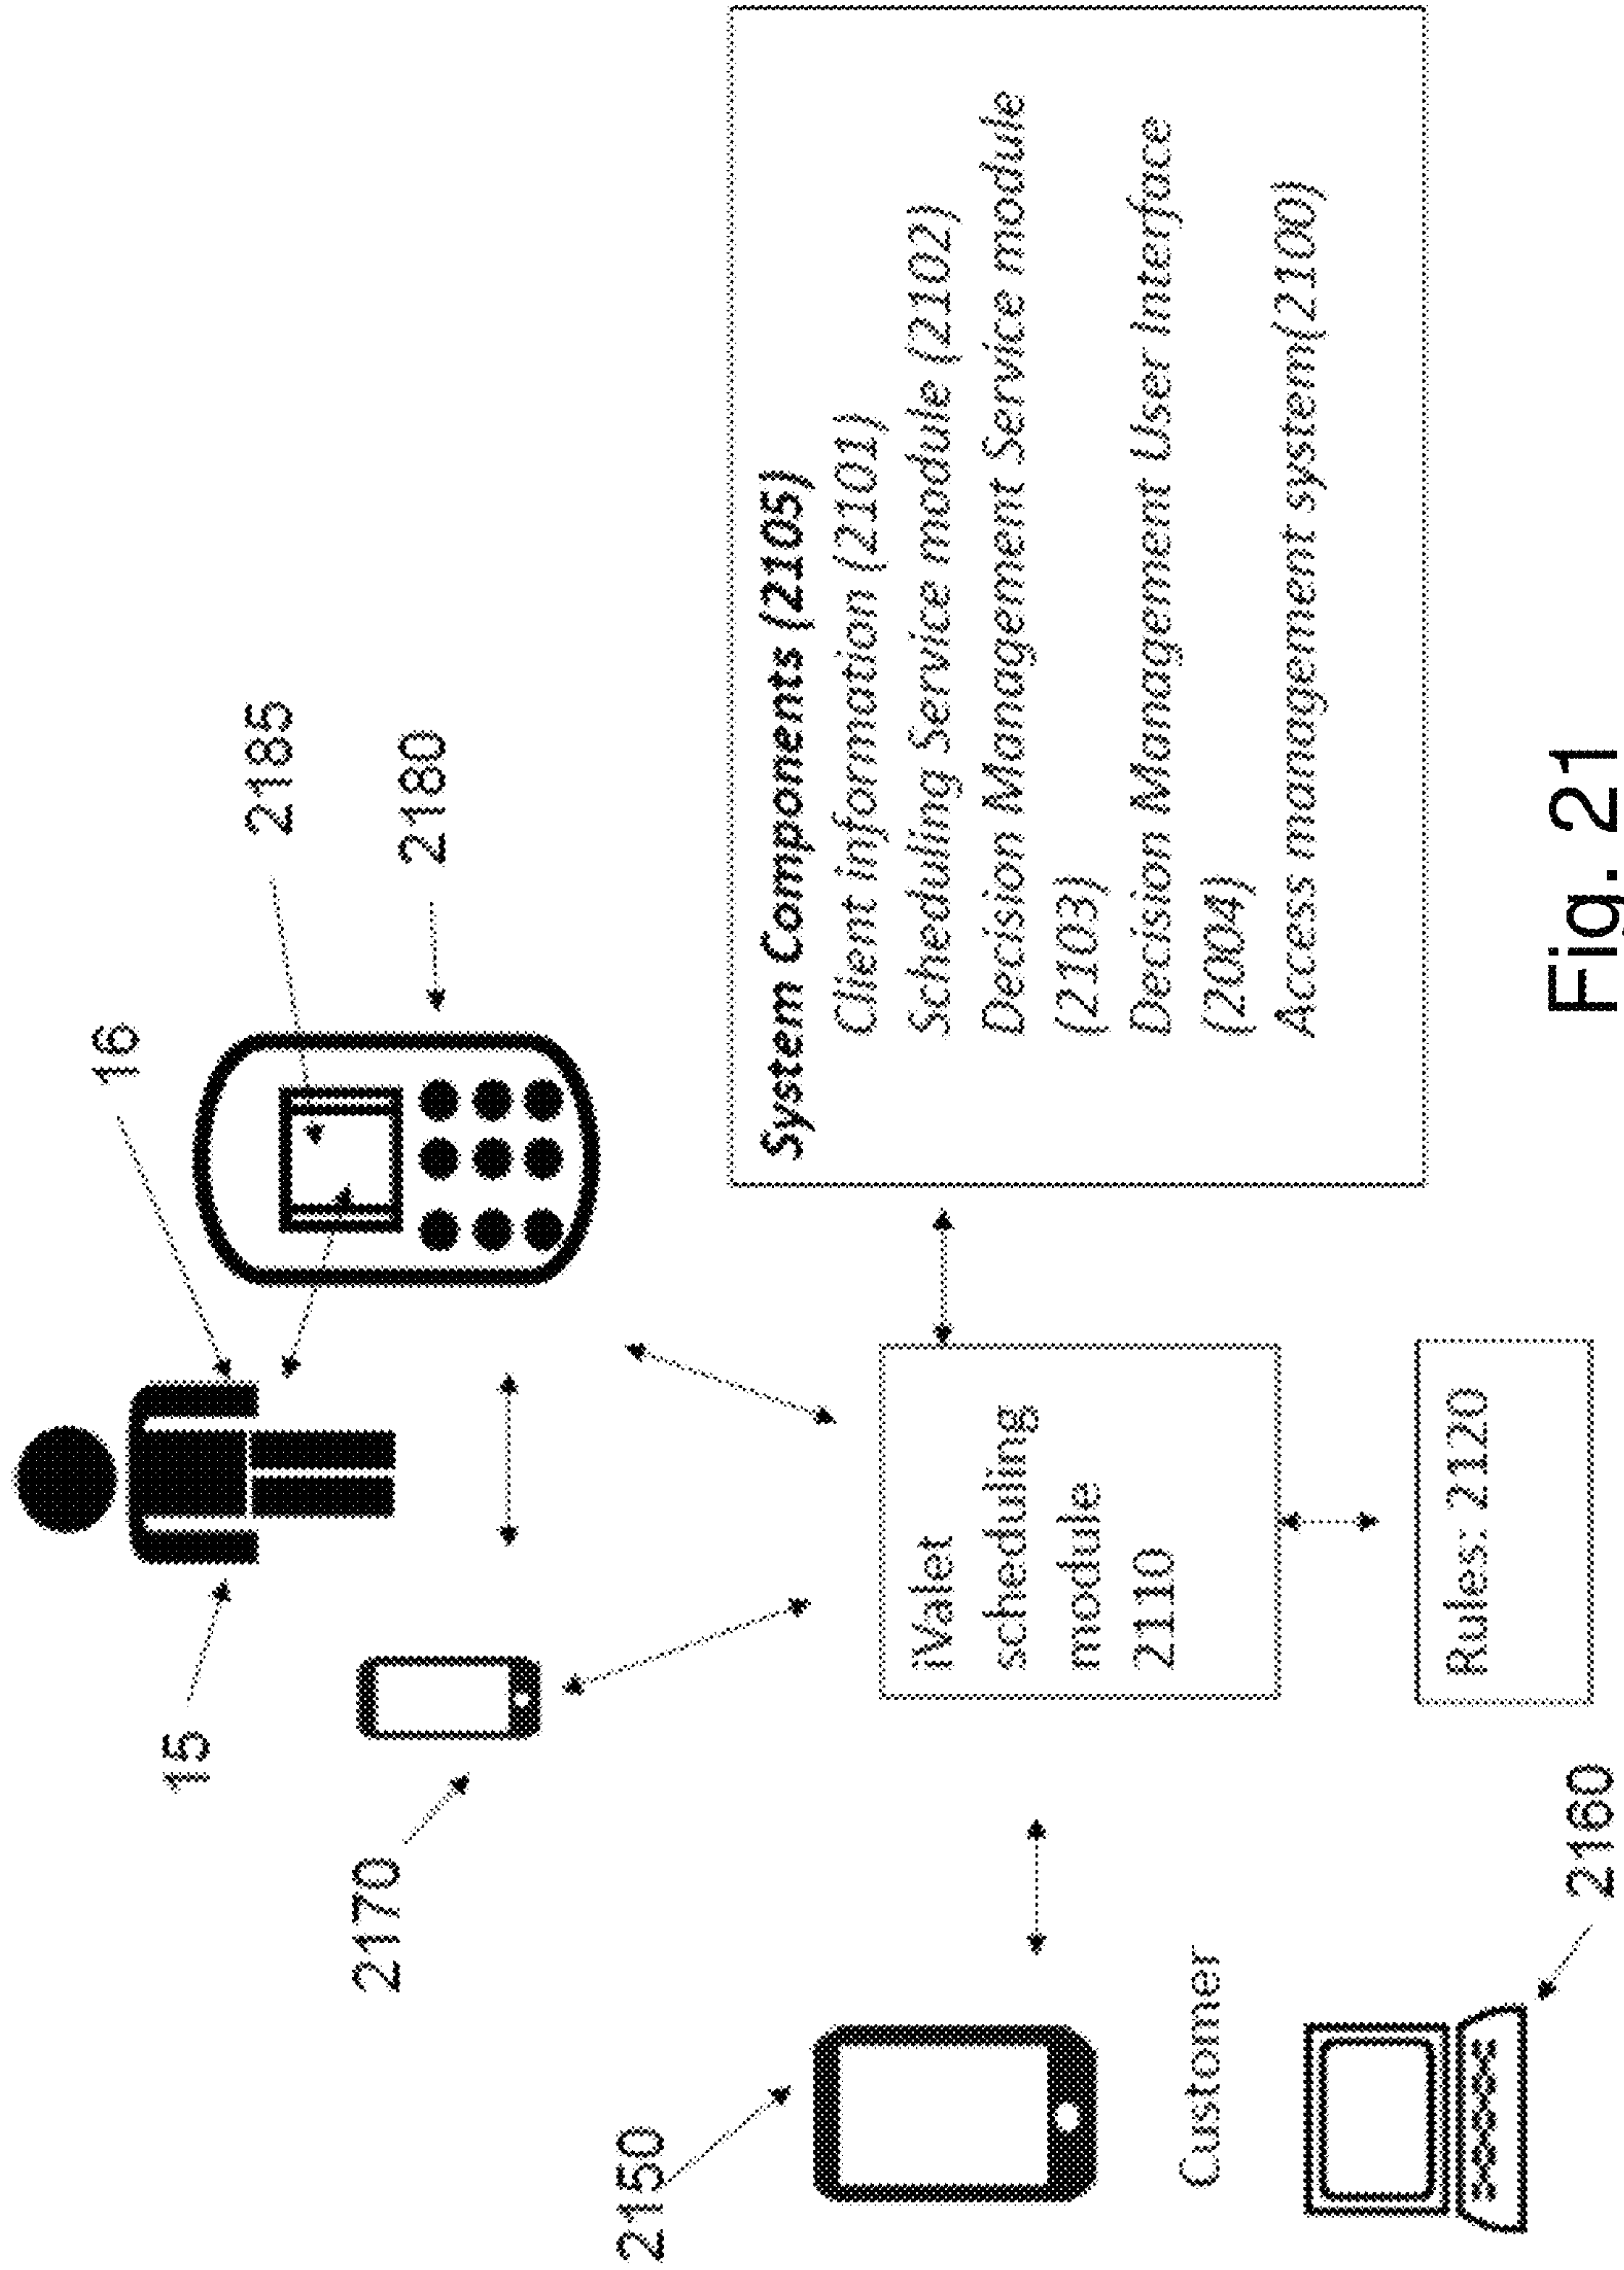 16
15
2185
2170
2180
2150
System Components (2105)
Client information (2101)
Scheduling Service module (2102)
Decision Management Service module
(2103)
Decision Management User Interface
(2004)
Access management system(2100)
iValet
scheduling
module
2110
Customer
Rules: 2120
2160
Fig. 21